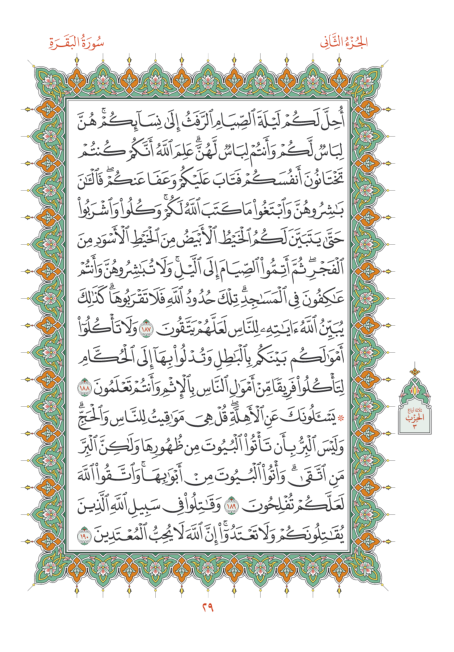 سُورَةُ البَقَرَةِ
الجُزْءُ الثَّانِي
أُحِلَّ لَكُمْ لَيْلَةَ ٱلصِّيَامِ ٱلرَّفَثُ إِلَىٰ نِسَآئِكُمْۚ هُنَّ
لِبَاسٌ لَّكُمْ وَأَنتُمْ لِبَاسٌ لَّهُنَّۗ عَلِمَ ٱللَّهُ أَنَّكُمْ كُنتُمْ
تَخْتَانُونَ أَنفُسَكُمْ فَتَابَ عَلَيْكُمْ وَعَفَا عَنكُمْۖ فَٱلْـَٰٔنَ
بَٰشِرُوهُنَّ وَٱبْتَغُوا۟ مَا كَتَبَ ٱللَّهُ لَكُمْۚ وَكُلُوا۟ وَٱشْرَبُوا۟
حَتَّىٰ يَتَبَيَّنَ لَكُمُ ٱلْخَيْطُ ٱلْأَبْيَضُ مِنَ ٱلْخَيْطِ ٱلْأَسْوَدِ مِنَ
ٱلْفَجْرِۖ ثُمَّ أَتِمُّوا۟ ٱلصِّيَامَ إِلَى ٱلَّيْلِۚ وَلَا تُبَٰشِرُوهُنَّ وَأَنتُمْ
عَٰكِفُونَ فِي ٱلْمَسَٰجِدِۗ تِلْكَ حُدُودُ ٱللَّهِ فَلَا تَقْرَبُوهَاۗ كَذَٰلِكَ
يُبَيِّنُ ٱللَّهُ ءَايَٰتِهِۦ لِلنَّاسِ لَعَلَّهُمْ يَتَّقُونَ ١٨٧ وَلَا تَأْكُلُوٓا۟
أَمْوَٰلَكُم بَيْنَكُم بِٱلْبَٰطِلِ وَتُدْلُوا۟ بِهَآ إِلَى ٱلْحُكَّامِ
لِتَأْكُلُوا۟ فَرِيقًا مِّنْ أَمْوَٰلِ ٱلنَّاسِ بِٱلْإِثْمِ وَأَنتُمْ تَعْلَمُونَ ١٨٨
۞ يَسْـَٔلُونَكَ عَنِ ٱلْأَهِلَّةِۖ قُلْ هِىَ مَوَٰقِيتُ لِلنَّاسِ وَٱلْحَجِّۗ
وَلَيْسَ ٱلْبِرُّ بِأَن تَأْتُوا۟ ٱلْبُيُوتَ مِن ظُهُورِهَا وَلَٰكِنَّ ٱلْبِرَّ
مَنِ ٱتَّقَىٰۗ وَأْتُوا۟ ٱلْبُيُوتَ مِنْ أَبْوَٰبِهَاۚ وَٱتَّقُوا۟ ٱللَّهَ
لَعَلَّكُمْ تُفْلِحُونَ ١٨٩ وَقَٰتِلُوا۟ فِي سَبِيلِ ٱللَّهِ ٱلَّذِينَ
يُقَٰتِلُونَكُمْ وَلَا تَعْتَدُوٓا۟ۚ إِنَّ ٱللَّهَ لَا يُحِبُّ ٱلْمُعْتَدِينَ ١٩٠
الحِزْبُ
٣
٢٩